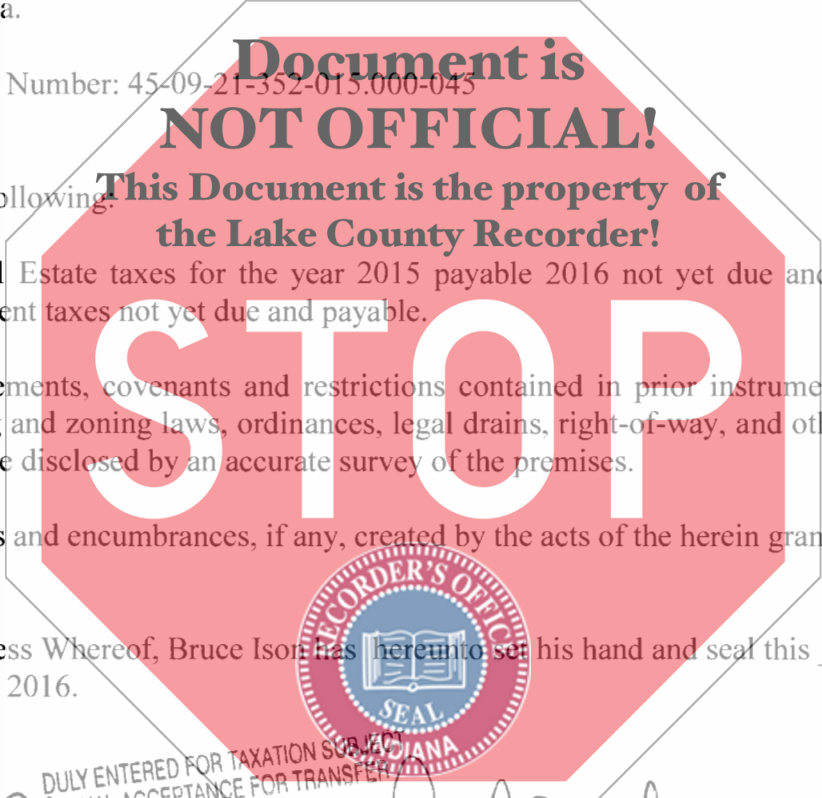 a.
Document is
Number: 45-09-21-352-015.000-045
NOT OFFICIAL!
ollowing:
This Document is the property of
the Lake County Recorder!
l Estate taxes for the year 2015 payable 2016 not yet due and
ent taxes not yet due and payable.
STOP
ements, covenants and restrictions contained in prior instrume
and zoning laws, ordinances, legal drains, right-of-way, and oth
e disclosed by an accurate survey of the premises.
s and encumbrances, if any, created by the acts of the herein gran
RECORDER'S OFFIC
ess Whereof, Bruce Ison has hereunto set his hand and seal this
2016.
SEAL
INDIANA
DULY ENTERED FOR TAXATION SUBJECT
ACCEPTANCE FOR TRANSFER